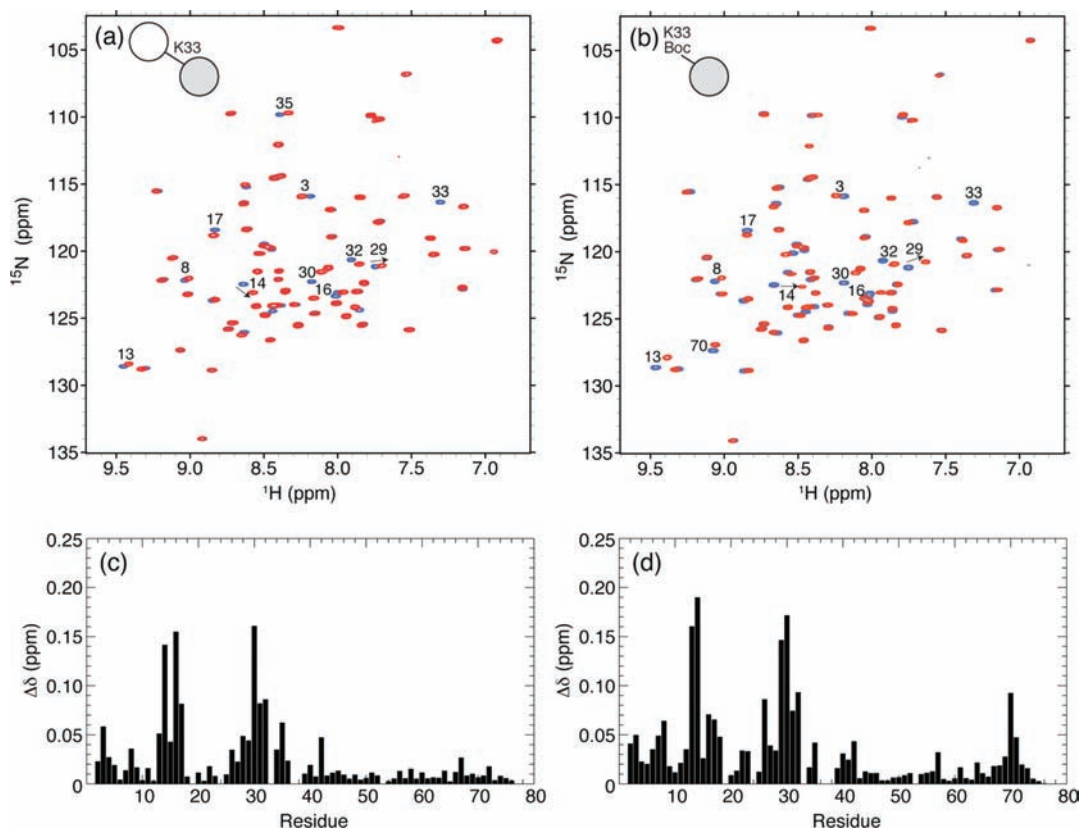 (a)
K33
35
3
33
17
32
29
8
14
30
16
13
105
110
115
120
125
130
135
¹⁵N (ppm)
9.5 9.0 8.5 8.0 7.5 7.0
¹H (ppm)
(b)
K33
Boc
3
33
17
32
29
8
14
30
16
70
13
105
110
115
120
125
130
135
¹⁵N (ppm)
9.5 9.0 8.5 8.0 7.5 7.0
¹H (ppm)
(c)
0.25
0.20
0.15
0.10
0.05
0
Δδ (ppm)
10 20 30 40 50 60 70 80
Residue
(d)
0.25
0.20
0.15
0.10
0.05
0
Δδ (ppm)
10 20 30 40 50 60 70 80
Residue